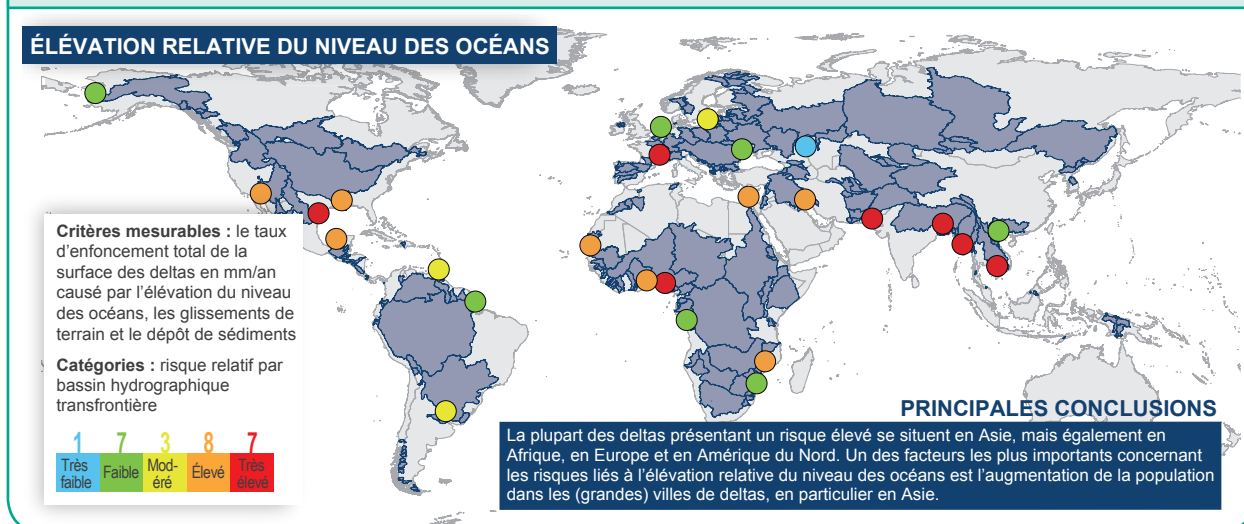 ÉLÉVATION RELATIVE DU NIVEAU DES OCÉANS
Critères mesurables : le taux
d’enfoncement total de la
surface des deltas en mm/an
causé par l’élévation du niveau
des océans, les glissements de
terrain et le dépôt de sédiments
Catégories : risque relatif par
bassin hydrographique
transfrontière
1 7 3 8 7
Très faible Faible Mod-éré Élevé Très élevé
PRINCIPALES CONCLUSIONS
La plupart des deltas présentant un risque élevé se situent en Asie, mais également en
Afrique, en Europe et en Amérique du Nord. Un des facteurs les plus importants concernant
les risques liés à l’élévation relative du niveau des océans est l’augmentation de la population
dans les (grandes) villes de deltas, en particulier en Asie.